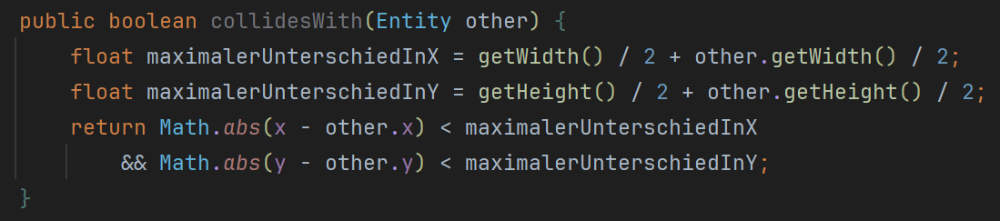 public boolean collidesWith(Entity other) {
    float maximalerUnterschiedInX = getWidth() / 2 + other.getWidth() / 2;
    float maximalerUnterschiedInY = getHeight() / 2 + other.getHeight() / 2;
    return Math.abs(x - other.x) < maximalerUnterschiedInX
        && Math.abs(y - other.y) < maximalerUnterschiedInY;
}